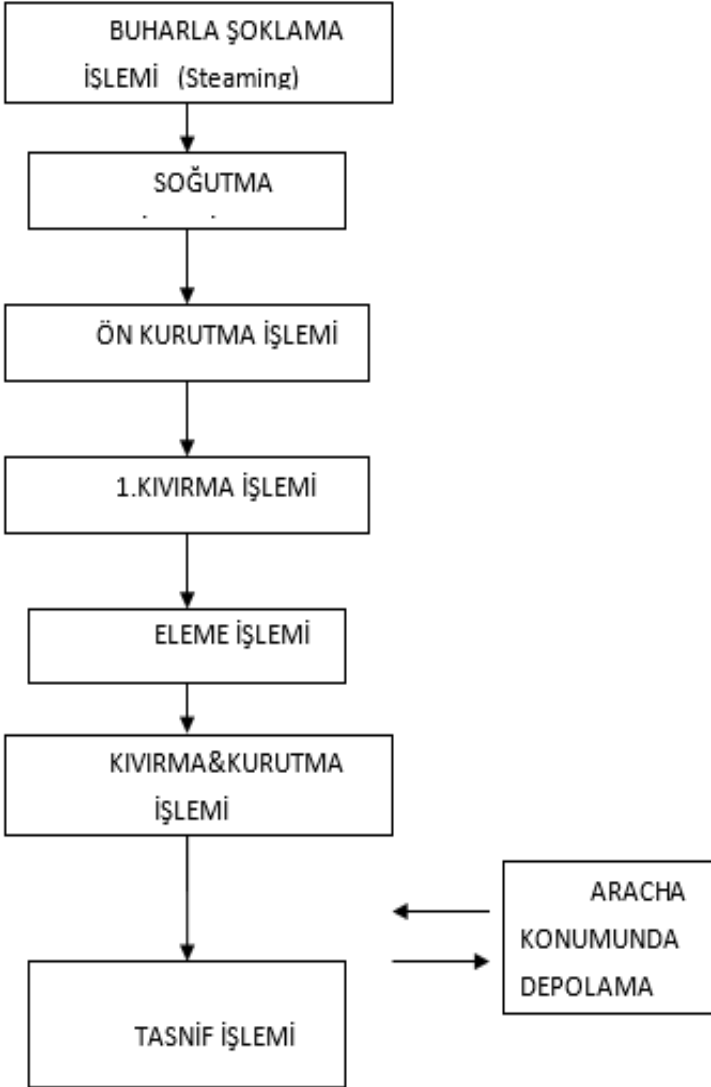 BUHARLA ŞOKLAMA
İŞLEMİ (Steaming)
SOĞUTMA
ÖN KURUTMA İŞLEMİ
1.KIVIRMA İŞLEMİ
ELEME İŞLEMİ
KIVIRMA&KURUTMA
İŞLEMİ
ARACHA
KONUMUNDA
DEPOLAMA
TASNİF İŞLEMİ